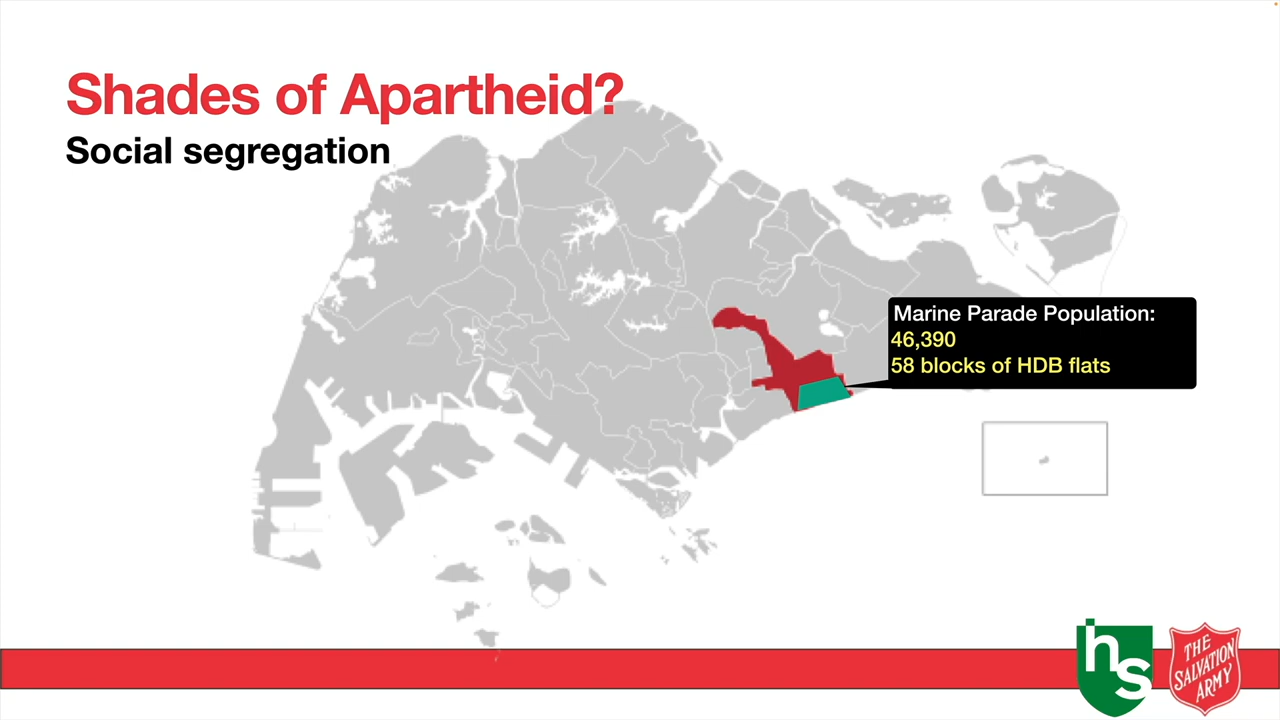 Shades of Apartheid?
Social segregation
Marine Parade Population:
46,390
58 blocks of HDB flats
hs
THE
SALVATION
ARMY